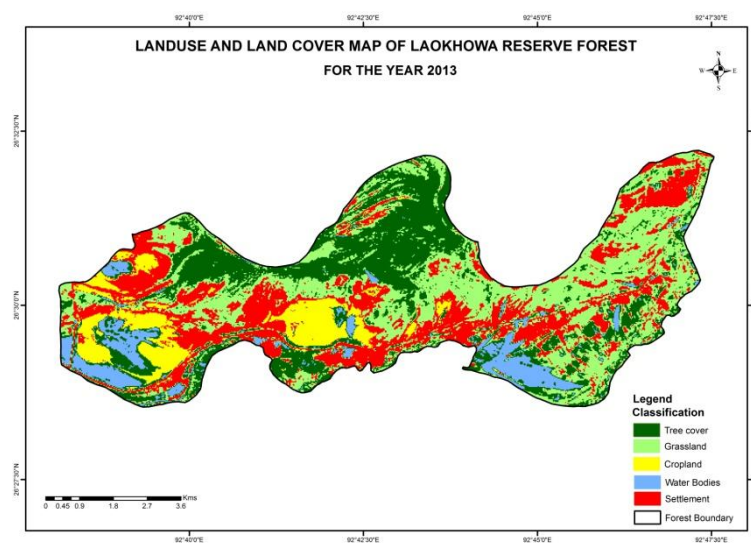 92°40'0"E 92°42'30"E 92°45'0"E 92°47'30"E
LANDUSE AND LAND COVER MAP OF LAOKHOWA RESERVE FOREST
FOR THE YEAR 2013
N
W E
S
26°32'30"N
26°30'0"N
26°27'30"N
Legend
Classification
Tree cover
Grassland
Cropland
Water Bodies
Settlement
Forest Boundary
Kms
0 0.45 0.9 1.8 2.7 3.6
92°40'0"E 92°42'30"E 92°45'0"E 92°47'30"E